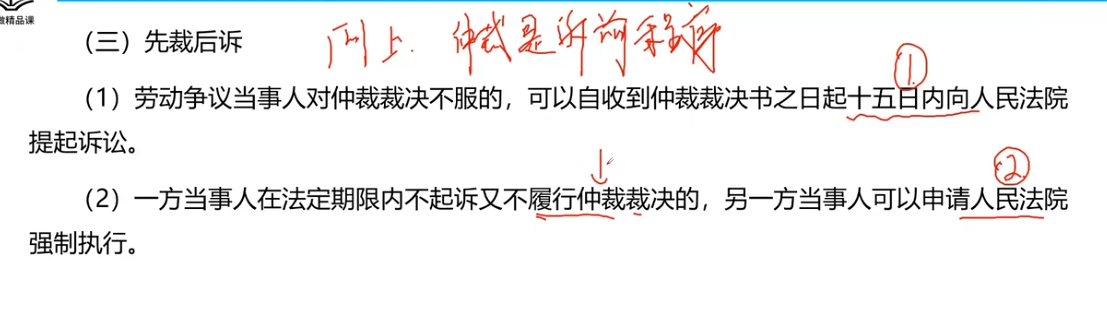 做精品课
（三）先裁后诉
原则上. 仲裁是诉前程序
①
（1）劳动争议当事人对仲裁裁决不服的，可以自收到仲裁裁决书之日起十五日内向人民法院
提起诉讼。
②
（2）一方当事人在法定期限内不起诉又不履行仲裁裁决的，另一方当事人可以申请人民法院
强制执行。